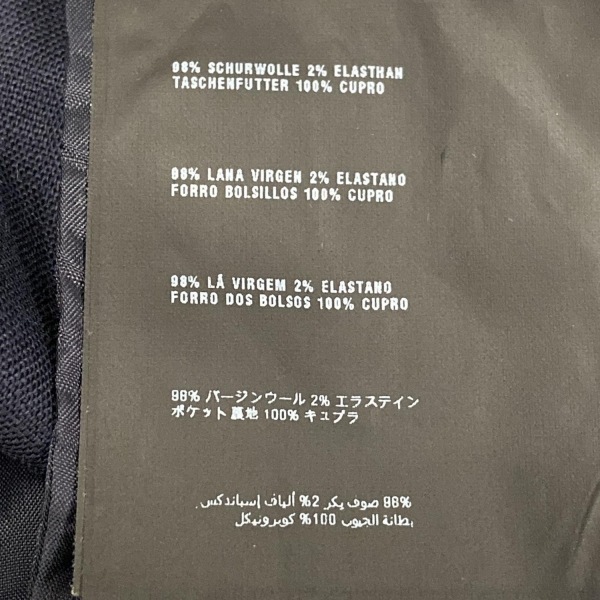 98% SCHURWOLLE 2% ELASTHAN
TASCHENFUTTER 100% CUPRO
98% LANA VIRGEN 2% ELASTANO
FORRO BOLSILLOS 100% CUPRO
98% LÃ VIRGEM 2% ELASTANO
FORRO DOS BOLSOS 100% CUPRO
98% バージンウール 2% エラステイン
ポケット裏地 100% キュプラ
98% صوف بكر 2% ألياف إسباندكس.
بطانة الجيوب 100% كوبرونيكل.